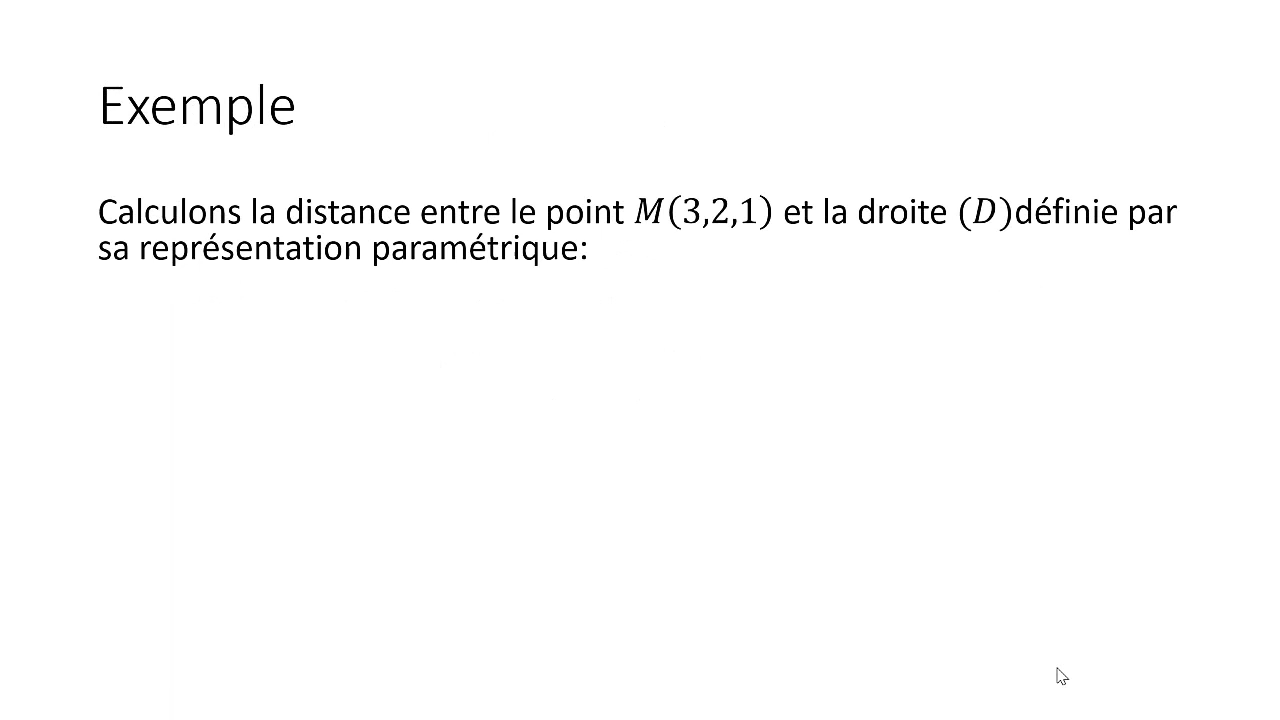 Exemple
Calculons la distance entre le point M(3,2,1) et la droite (D)définie par
sa représentation paramétrique: